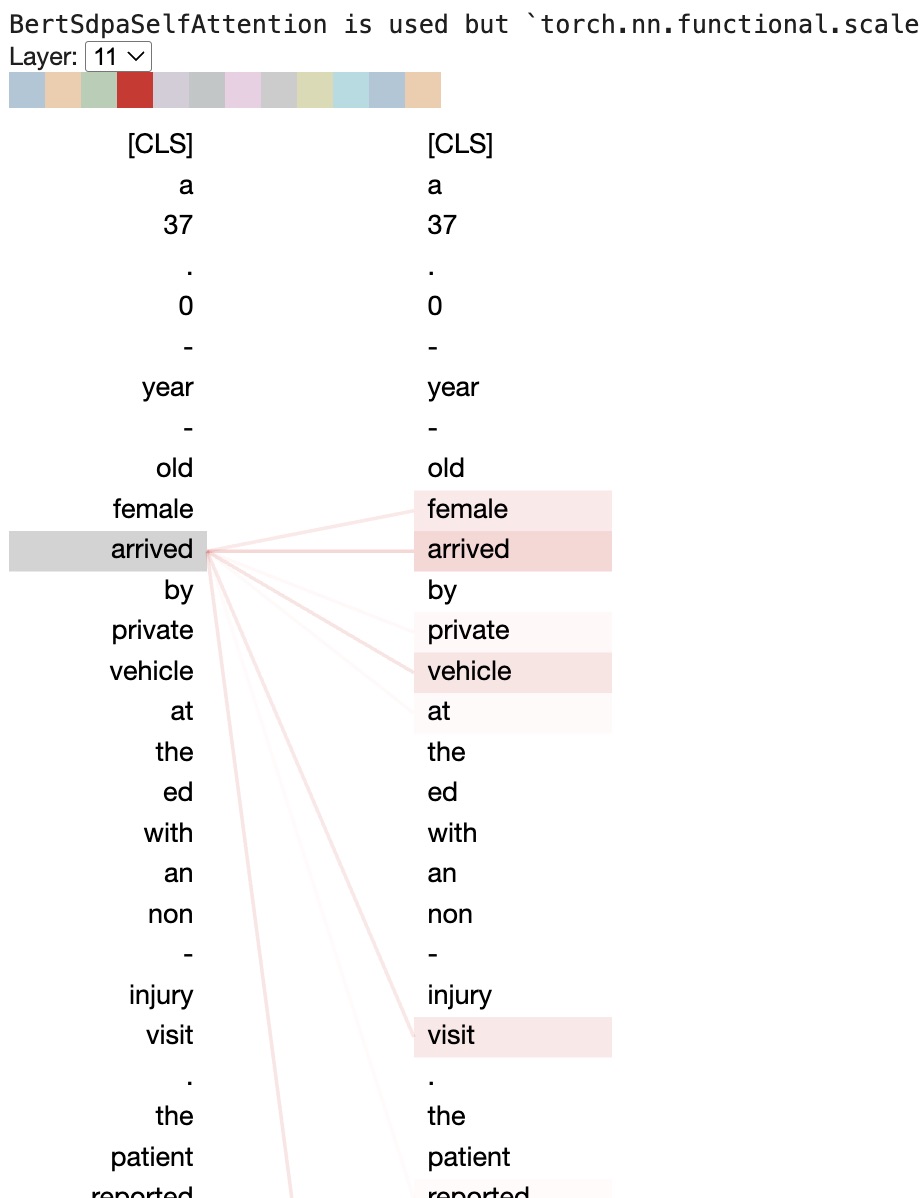 BertSdpaSelfAttention is used but `torch.nn.functional.scale
Layer: 11
[CLS] [CLS]
a a
37 37
. .
0 0
- -
year year
- -
old old
female female
arrived arrived
by by
private private
vehicle vehicle
at at
the the
ed ed
with with
an an
non non
- -
injury injury
visit visit
. .
the the
patient patient
reported reported